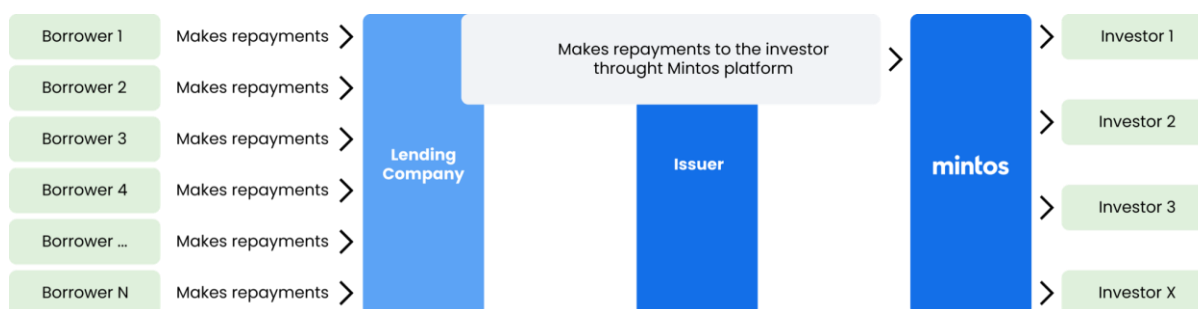 Borrower 1 Makes repayments
Makes repayments to the investor
throught Mintos platform
Investor 1
Borrower 2 Makes repayments
Investor 2
Borrower 3 Makes repayments
Lending
Company
Issuer
mintos
Borrower 4 Makes repayments
Investor 3
Borrower ... Makes repayments
Borrower N Makes repayments
Investor X